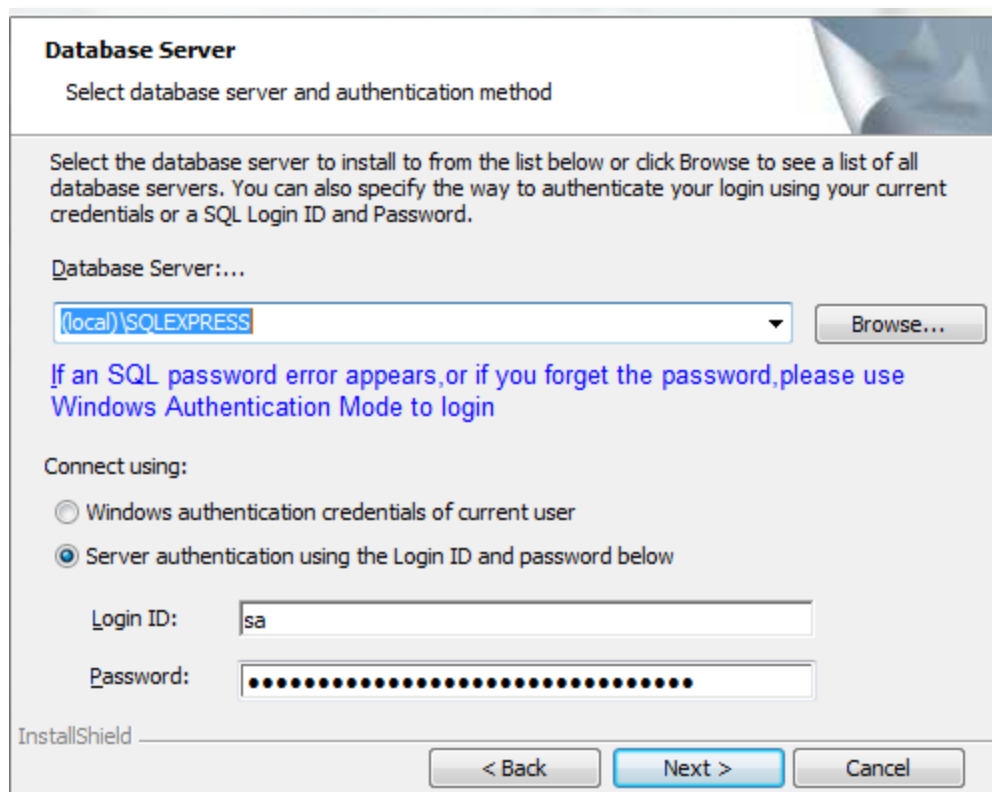 Database Server
Select database server and authentication method
Select the database server to install to from the list below or click Browse to see a list of all
database servers. You can also specify the way to authenticate your login using your current
credentials or a SQL Login ID and Password.
Database Server:...
(local)\SQLEXPRESS
Browse...
If an SQL password error appears,or if you forget the password,please use
Windows Authentication Mode to login
Connect using:
Windows authentication credentials of current user
Server authentication using the Login ID and password below
Login ID:
sa
Password:
••••••••••••••••••••••••••••••••
InstallShield
< Back
Next >
Cancel